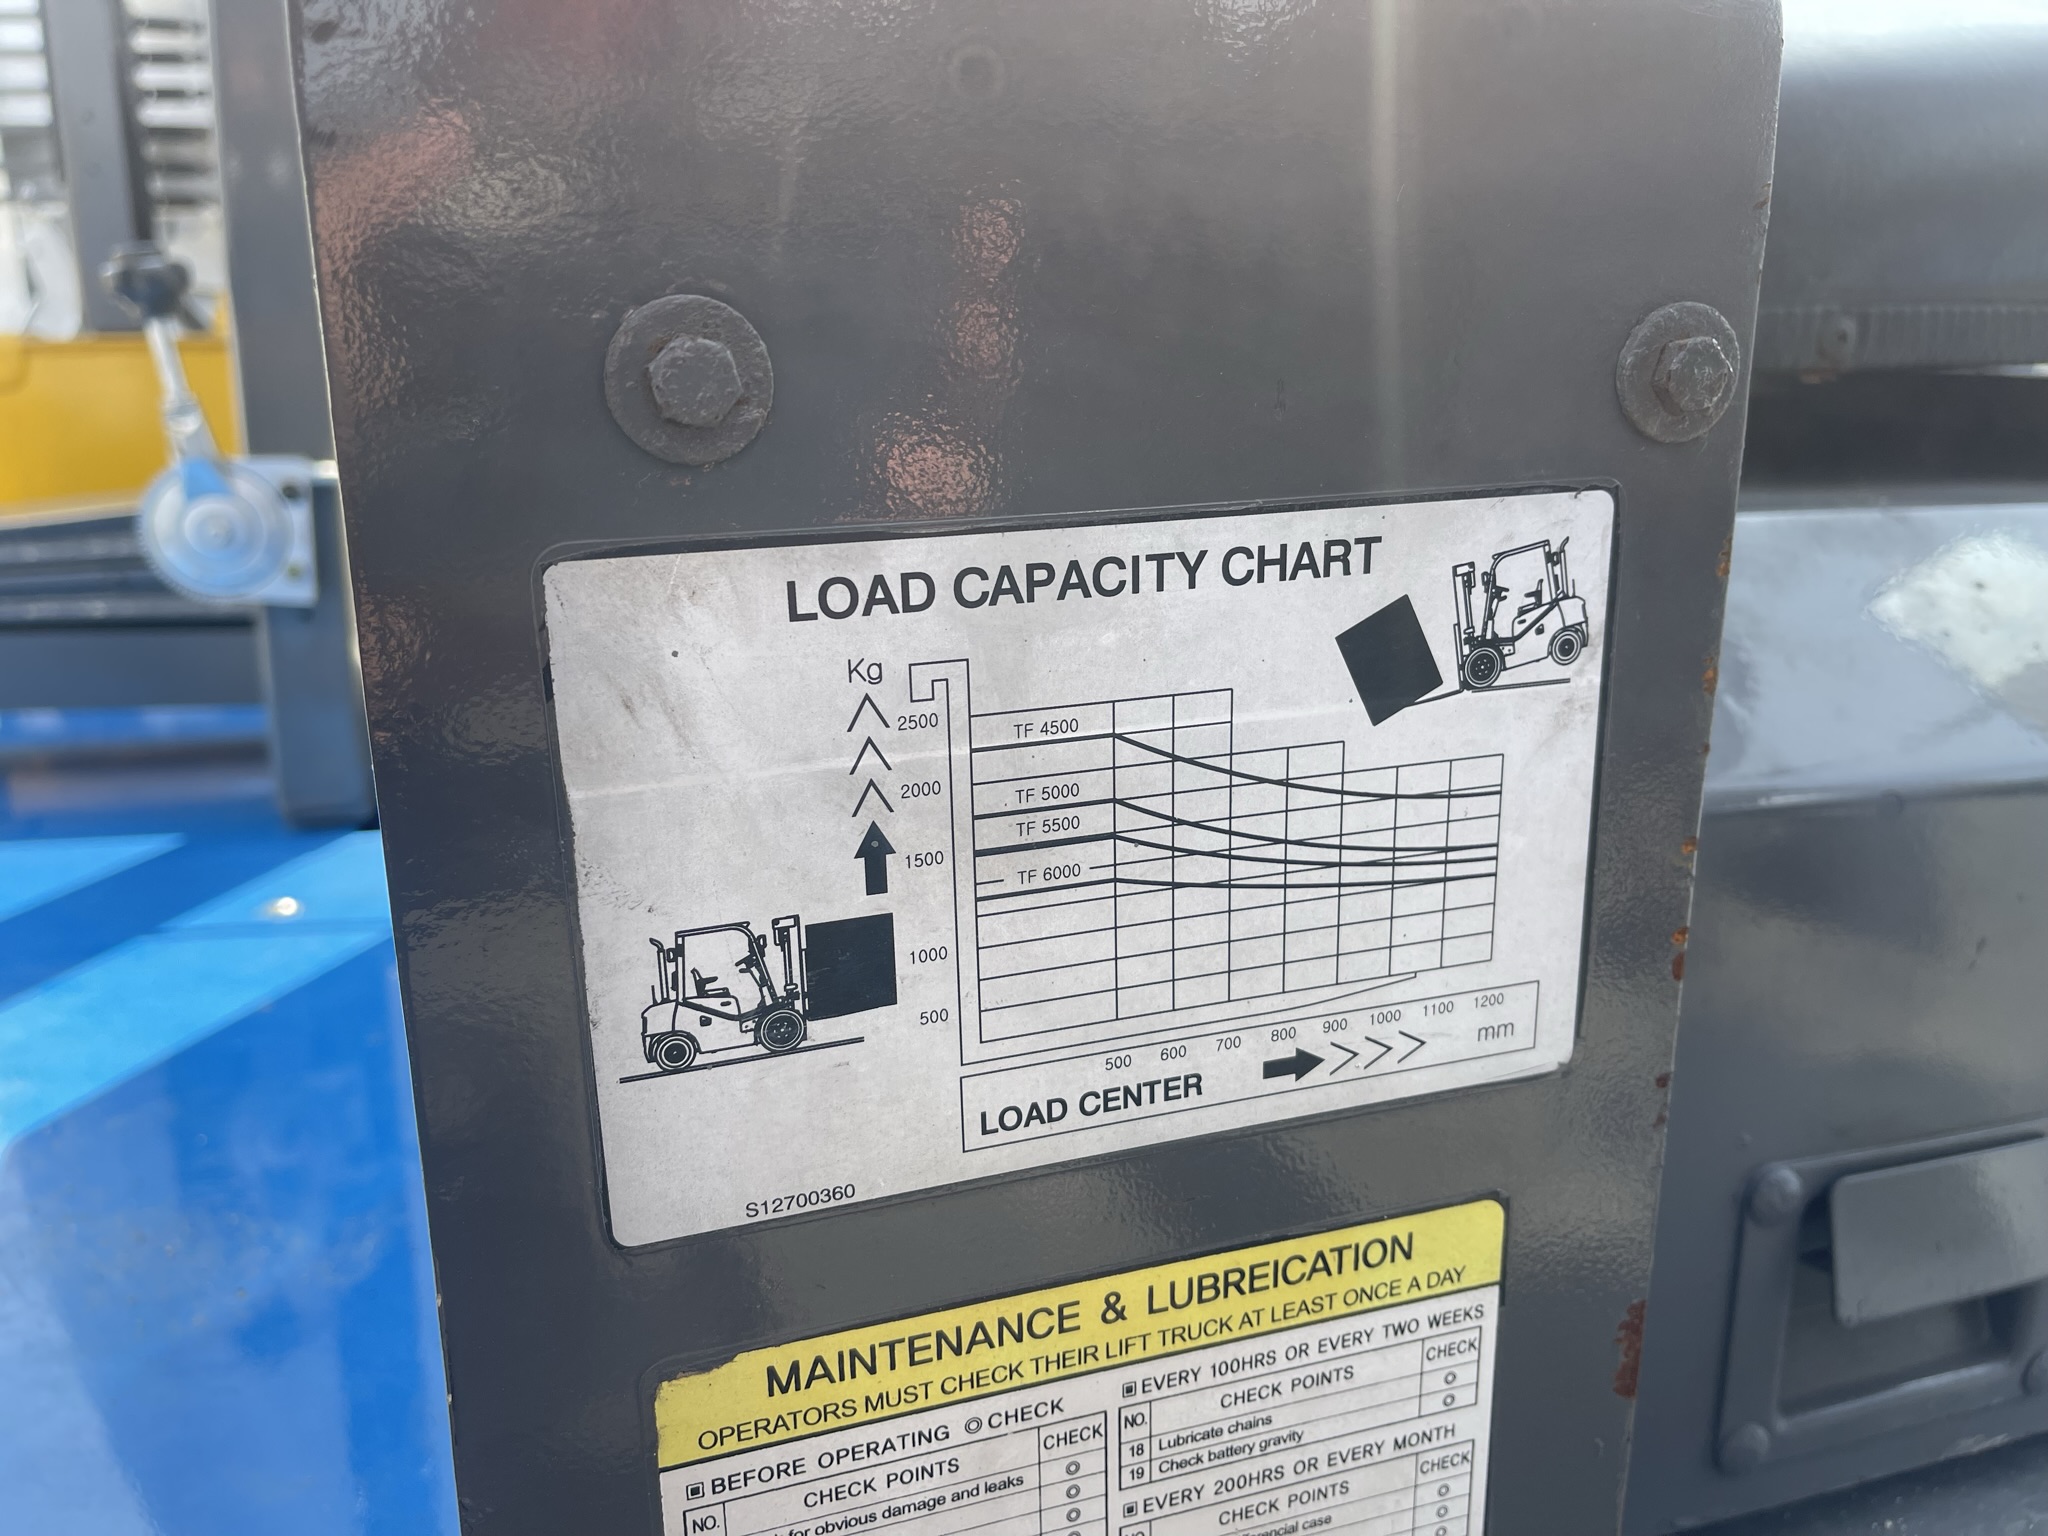 LOAD CAPACITY CHART
Kg
2500
TF 4500
2000
TF 5000
TF 5500
1500
TF 6000
1000
500
500 600 700 800 900 1000 1100 1200
mm
LOAD CENTER
S12700360
MAINTENANCE & LUBREICATION
OPERATORS MUST CHECK THEIR LIFT TRUCK AT LEAST ONCE A DAY
BEFORE OPERATING ◎ CHECK
NO. CHECK POINTS CHECK
for obvious damage and leaks ◎
◎
EVERY 100HRS OR EVERY TWO WEEKS
NO. CHECK POINTS CHECK
18 Lubricate chains ◎
19 Check battery gravity ◎
EVERY 200HRS OR EVERY MONTH
CHECK POINTS CHECK
case ◎
◎